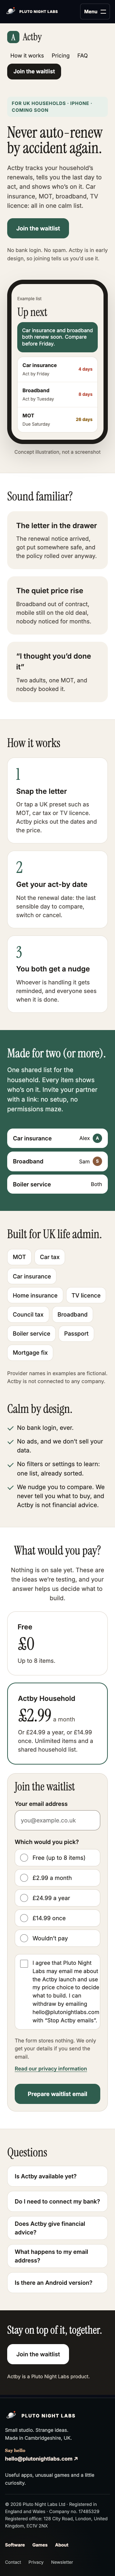 PLUTO NIGHT LABS
Menu
A Actby
How it works Pricing FAQ
Join the waitlist
FOR UK HOUSEHOLDS · IPHONE ·
COMING SOON
Never auto-renew
by accident again.
Actby tracks your household's
renewals, tells you the last day to
act, and shows who's on it. Car
insurance, MOT, broadband, TV
licence: all in one calm list.
Join the waitlist
No bank login. No spam. Actby is in early
design, so joining tells us you'd use it.
Example list
Up next
Car insurance and broadband
both renew soon. Compare
before Friday.
Car insurance
Act by Friday
4 days
Broadband
Act by Tuesday
8 days
MOT
Due Saturday
26 days
Concept illustration, not a screenshot
Sound familiar?
The letter in the drawer
The renewal notice arrived,
got put somewhere safe, and
the policy rolled over anyway.
The quiet price rise
Broadband out of contract,
mobile still on the old deal,
nobody noticed for months.
"I thought you'd done
it"
Two adults, one MOT, and
nobody booked it.
How it works
1
Snap the letter
Or tap a UK preset such as
MOT, car tax or TV licence.
Actby picks out the dates and
the price.
2
Get your act-by date
Not the renewal date: the last
sensible day to compare,
switch or cancel.
3
You both get a nudge
Whoever is handling it gets
reminded, and everyone sees
when it is done.
Made for two (or more).
One shared list for the
household. Every item shows
who's on it. Invite your partner
with a link: no setup, no
permissions maze.
Car insurance Alex A
Broadband Sam S
Boiler service Both
Built for UK life admin.
MOT
Car tax
Car insurance
Home insurance
TV licence
Council tax
Broadband
Boiler service
Passport
Mortgage fix
Provider names in examples are fictional.
Actby is not connected to any company.
Calm by design.
No bank login, ever.
No ads, and we don't sell your
data.
No filters or settings to learn:
one list, already sorted.
We nudge you to compare. We
never tell you what to buy, and
Actby is not financial advice.
What would you pay?
Nothing is on sale yet. These are
the ideas we're testing, and your
answer helps us decide what to
build.
Free
£0
Up to 8 items.
Actby Household
£2.99 a month
Or £24.99 a year, or £14.99
once. Unlimited items and a
shared household list.
Join the waitlist
Your email address
you@example.co.uk
Which would you pick?
Free (up to 8 items)
£2.99 a month
£24.99 a year
£14.99 once
Wouldn't pay
I agree that Pluto Night
Labs may email me about
the Actby launch and use
my price choice to decide
what to build. I can
withdraw by emailing
hello@plutonightlabs.com
with "Stop Actby emails".
The form stores nothing. We only
get your details if you send the
email.
Read our privacy information
Prepare waitlist email
Questions
Is Actby available yet?
Do I need to connect my bank?
Does Actby give financial
advice?
What happens to my email
address?
Is there an Android version?
Stay on top of it, together.
Join the waitlist
Actby is a Pluto Night Labs product.
PLUTO NIGHT LABS
Small studio. Strange ideas.
Made in Cambridgeshire, UK.
Say hello
hello@plutonightlabs.com ↗
Useful apps, unusual games and a little
curiosity.
© 2026 Pluto Night Labs Ltd · Registered in
England and Wales · Company no. 17485329
Registered office: 128 City Road, London, United
Kingdom, EC1V 2NX
Software Games About
Contact Privacy Newsletter